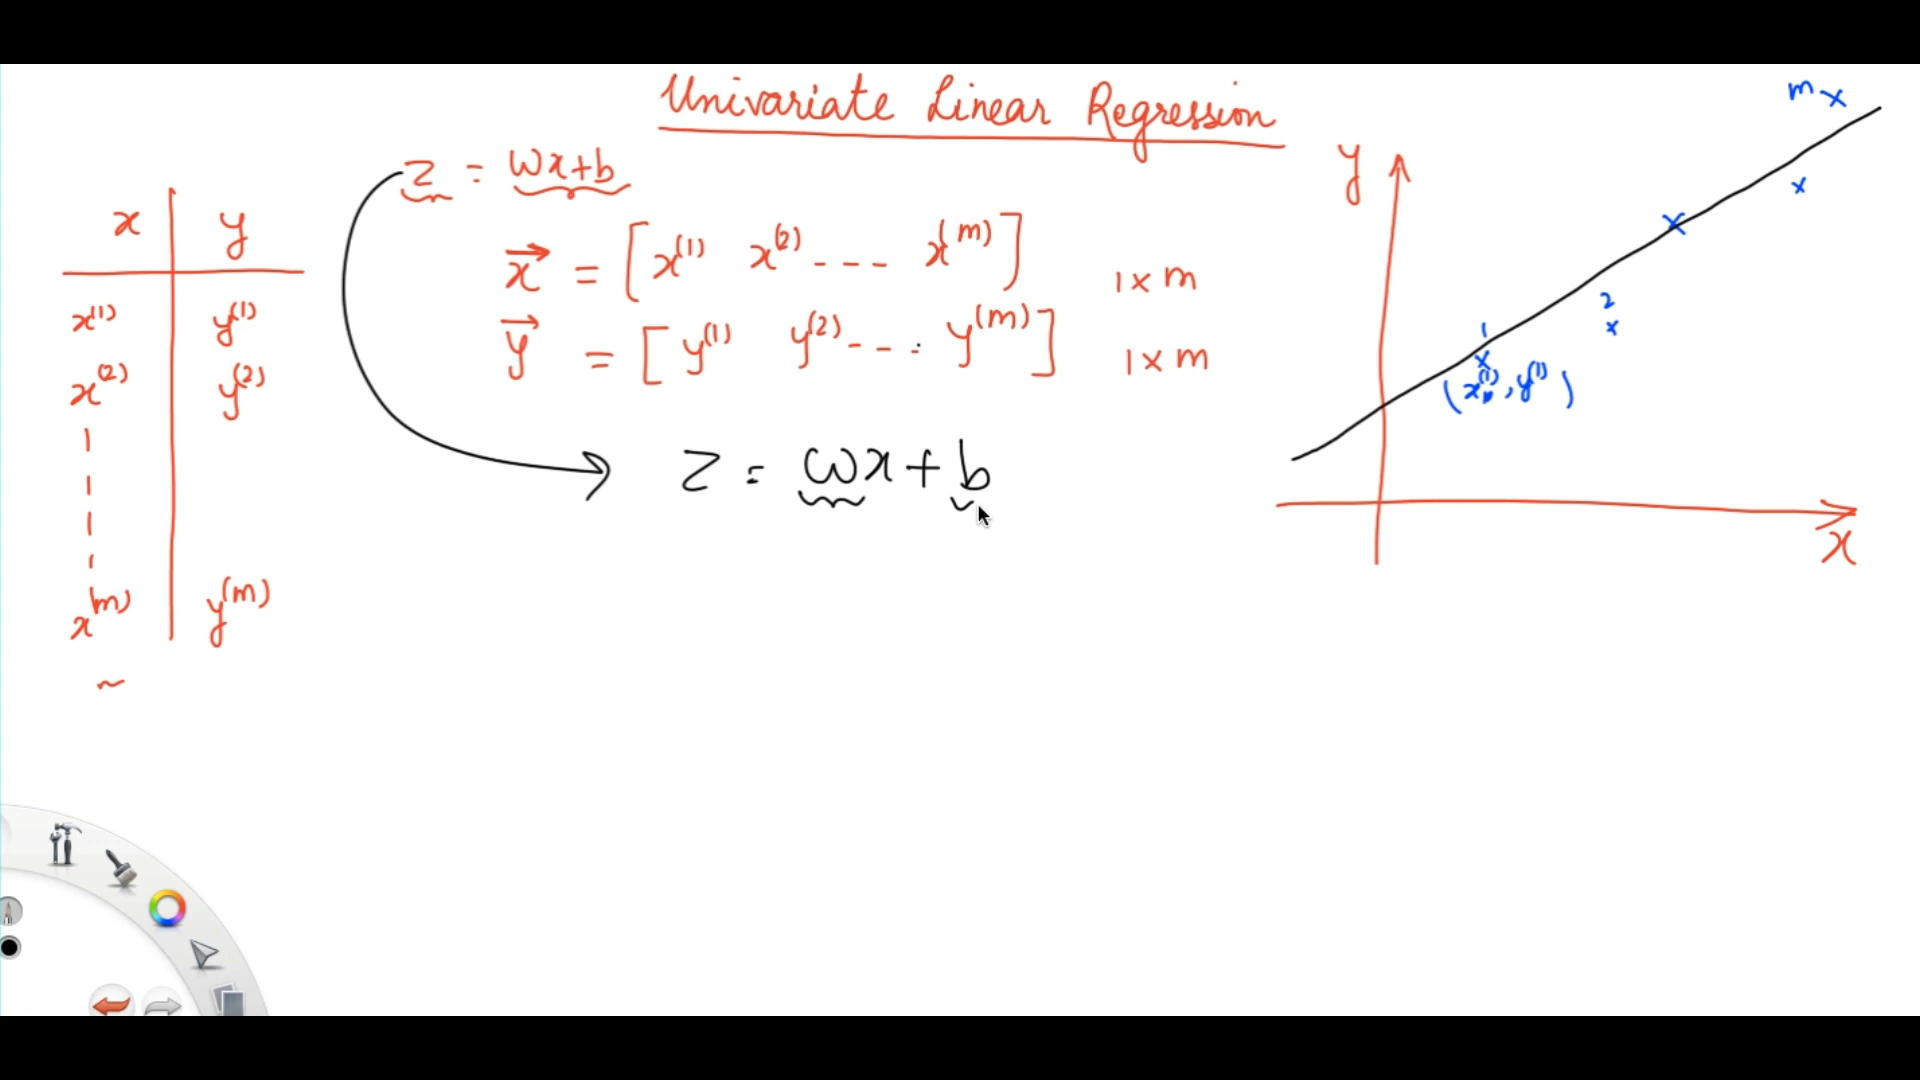 Univariate Linear Regression
z = wx+b
x⃗ = [x⁽¹⁾ x⁽²⁾ - - - x⁽ᵐ⁾] 1 × m
y⃗ = [y⁽¹⁾ y⁽²⁾ - - - y⁽ᵐ⁾] 1 × m
z = wx + b
x y
x⁽¹⁾ y⁽¹⁾
x⁽²⁾ y⁽²⁾
x⁽ᵐ⁾ y⁽ᵐ⁾
m
y
2
1
(x⁽¹⁾, y⁽¹⁾)
x